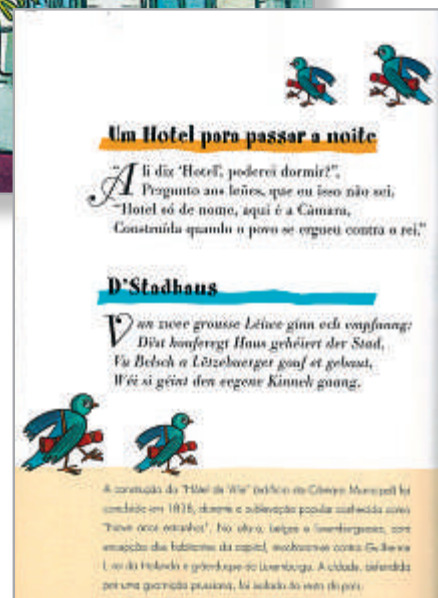 Um Hotel para passar a noite
"Ali diz 'Hotel', poderei dormir?",
Pergunto aos leões, que eu isso não sei,
"Hotel só de nome, aqui é a Câmara,
Construída quando o povo se ergueu contra o rei."
D'Stadhaus
Vun zwee grousse Léiwe ginn ech empfaang:
Dëst Haus gehéiert der Stad,
Vu Belsch a Lëtzebuerger gouf et gebaut,
Wéi si géint den eegene Kinnek gaang.
A construção do "Hôtel de Ville" (edifício da Câmara Municipal) foi
concluída em 1838, durante a sublevação popular conhecida como
"Nove anos estranhos". Na altura, belgas e luxemburgueses, com
excepção dos habitantes da capital, revoltaram-se contra Guilherme
I, rei da Holanda e grão-duque do Luxemburgo. A cidade, defendida
por uma guarnição prussiana, foi isolada do resto do país.